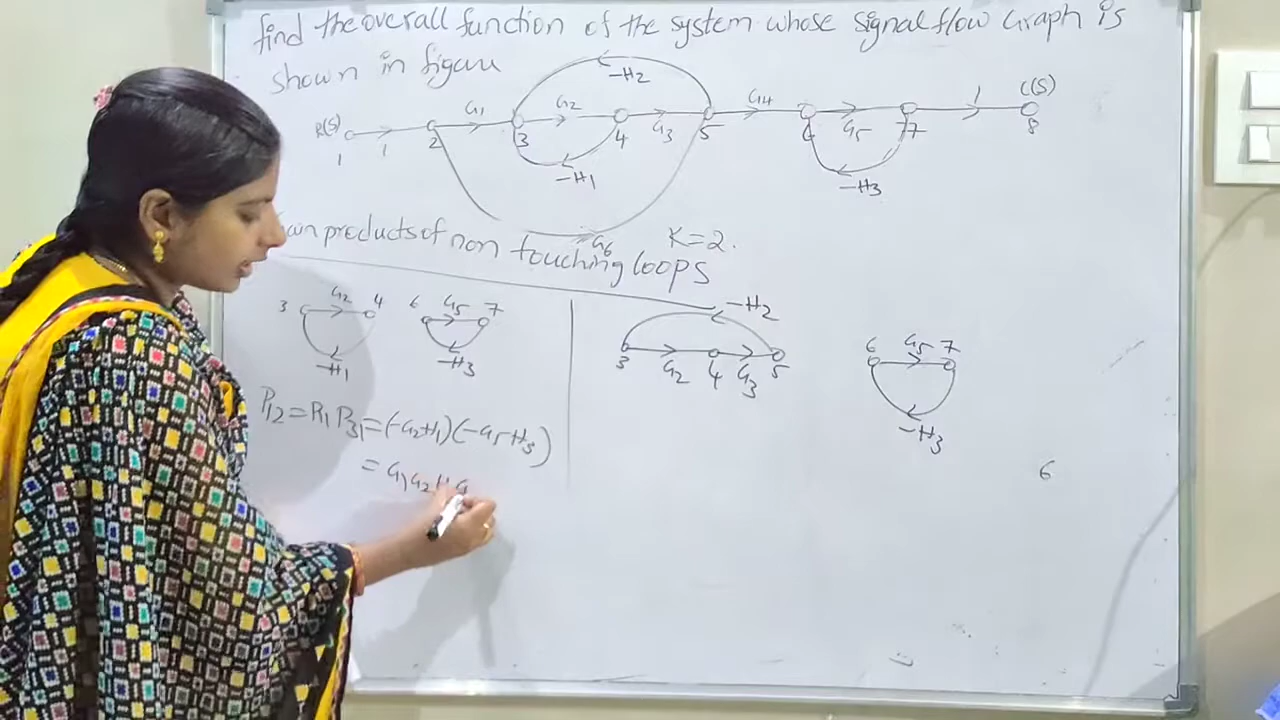 find the overall function of the system whose signal flow Graph is
shown in figure
-H2
R(S) G1 G2 G3 G4 G5 1 C(S)
1 1 2 3 4 5 6 7 8
-H1 -H3
G6
products of non touching loops K=2.
3 G2 4 6 G5 7
-H1 -H3
-H2
3 G2 4 G3 5
6 G5 7
-H3
P12=P11 P31=(-G2H1)(-G5H3)
= G1G2H G
6